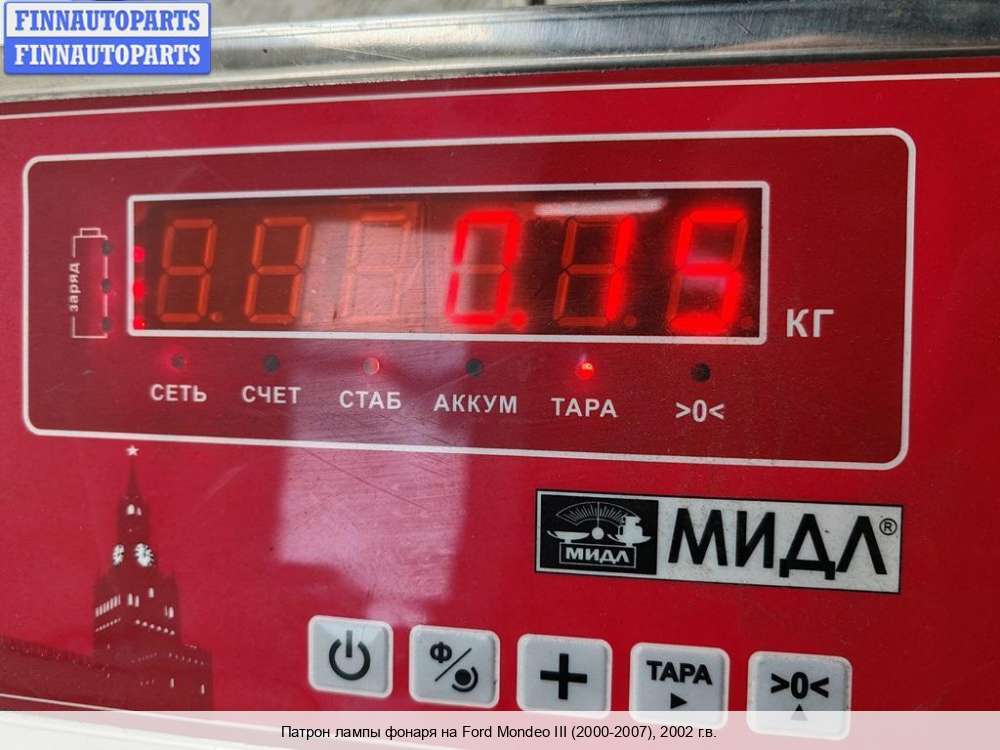 FINNAUTOPARTS
FINNAUTOPARTS
заряд
0.15
КГ
СЕТЬ СЧЕТ СТАБ АККУМ ТАРА >0<
МИДЛ
МИДЛ®
Ф
ТАРА
>0<
Патрон лампы фонаря на Ford Mondeo III (2000-2007), 2002 г.в.